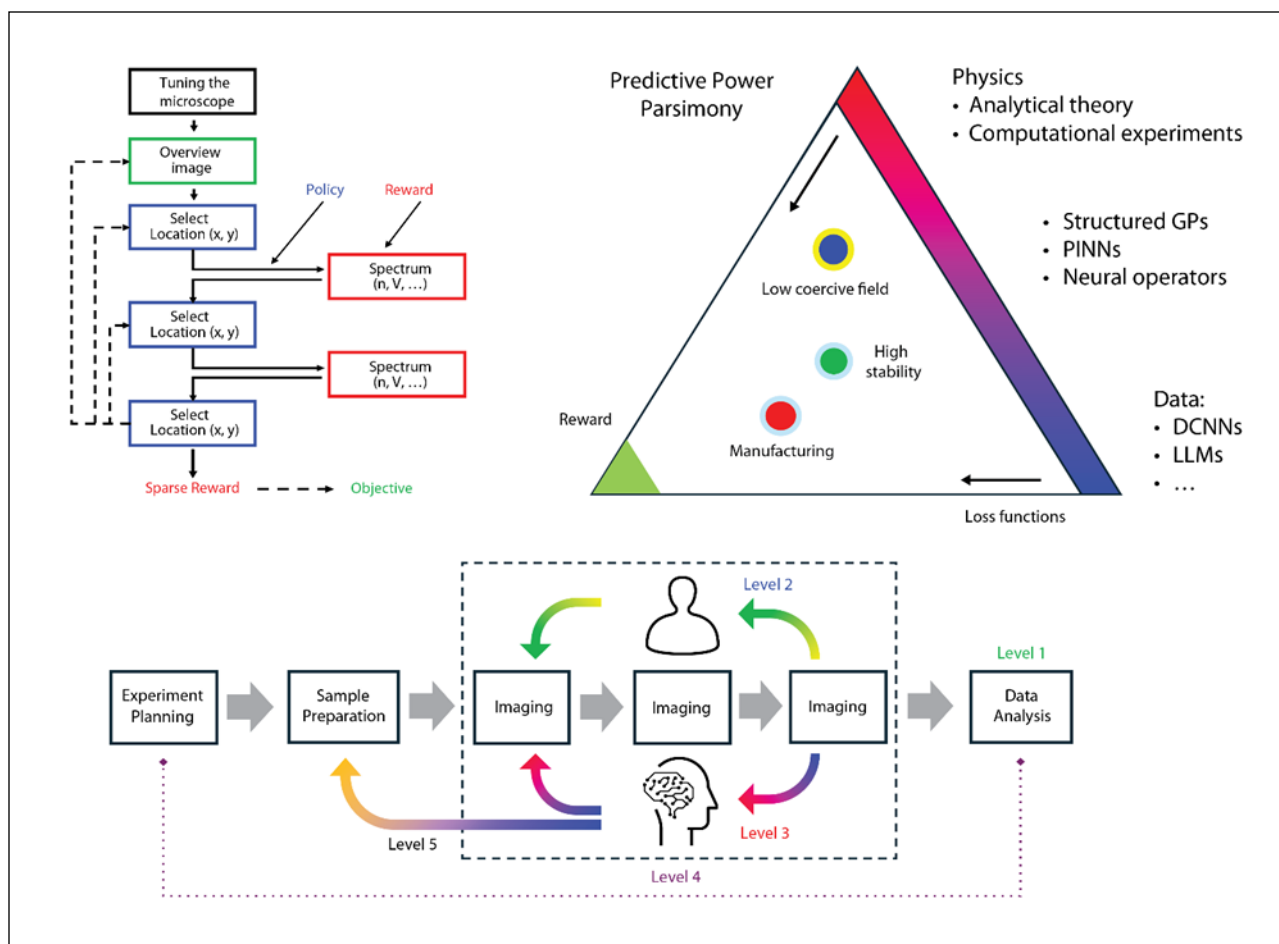 Tuning the
microscope
Overview
image
Policy
Reward
Select
Location (x, y)
Spectrum
(n, V, …)
Select
Location (x, y)
Spectrum
(n, V, …)
Select
Location (x, y)
Sparse Reward
Objective
Predictive Power
Parsimony
Physics
• Analytical theory
• Computational experiments
• Structured GPs
• PINNs
• Neural operators
Low coercive field
High
stability
Reward
Manufacturing
Data:
• DCNNs
• LLMs
• …
Loss functions
Level 2
Level 1
Experiment
Planning
Sample
Preparation
Imaging
Imaging
Imaging
Data
Analysis
Level 3
Level 5
Level 4